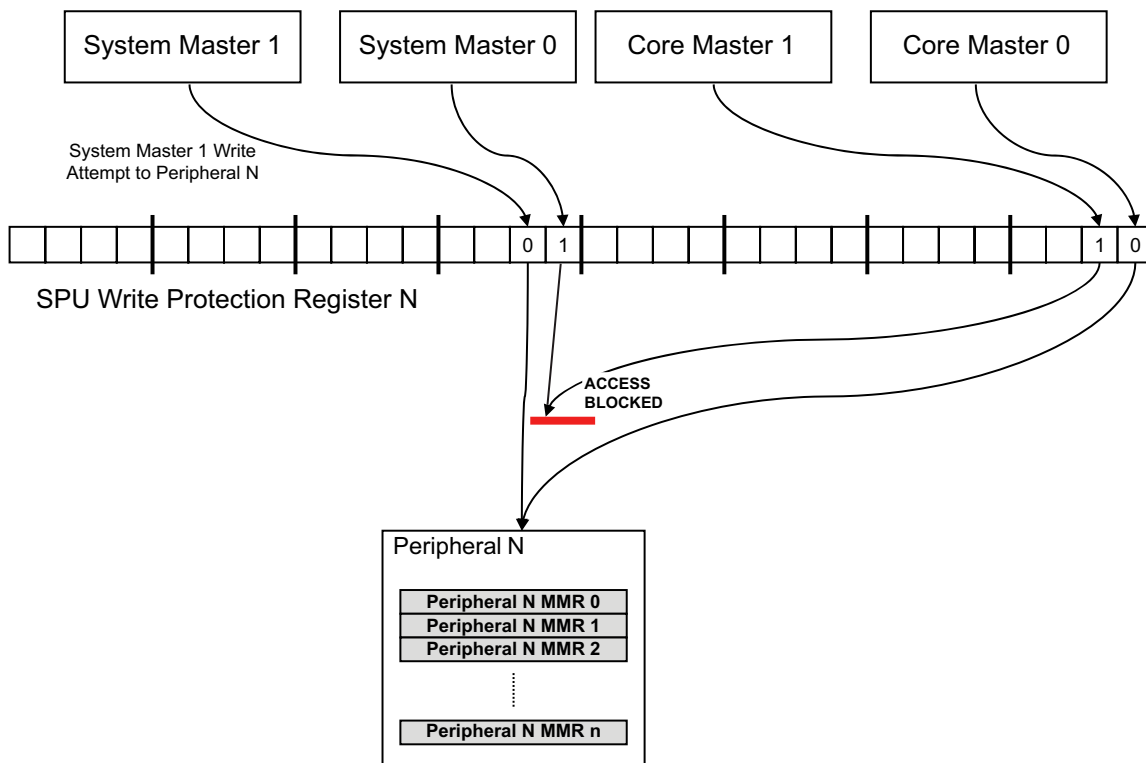 System Master 1
System Master 0
Core Master 1
Core Master 0
System Master 1 Write
Attempt to Peripheral N
0
1
1
0
SPU Write Protection Register N
ACCESS
BLOCKED
Peripheral N
Peripheral N MMR 0
Peripheral N MMR 1
Peripheral N MMR 2
Peripheral N MMR n